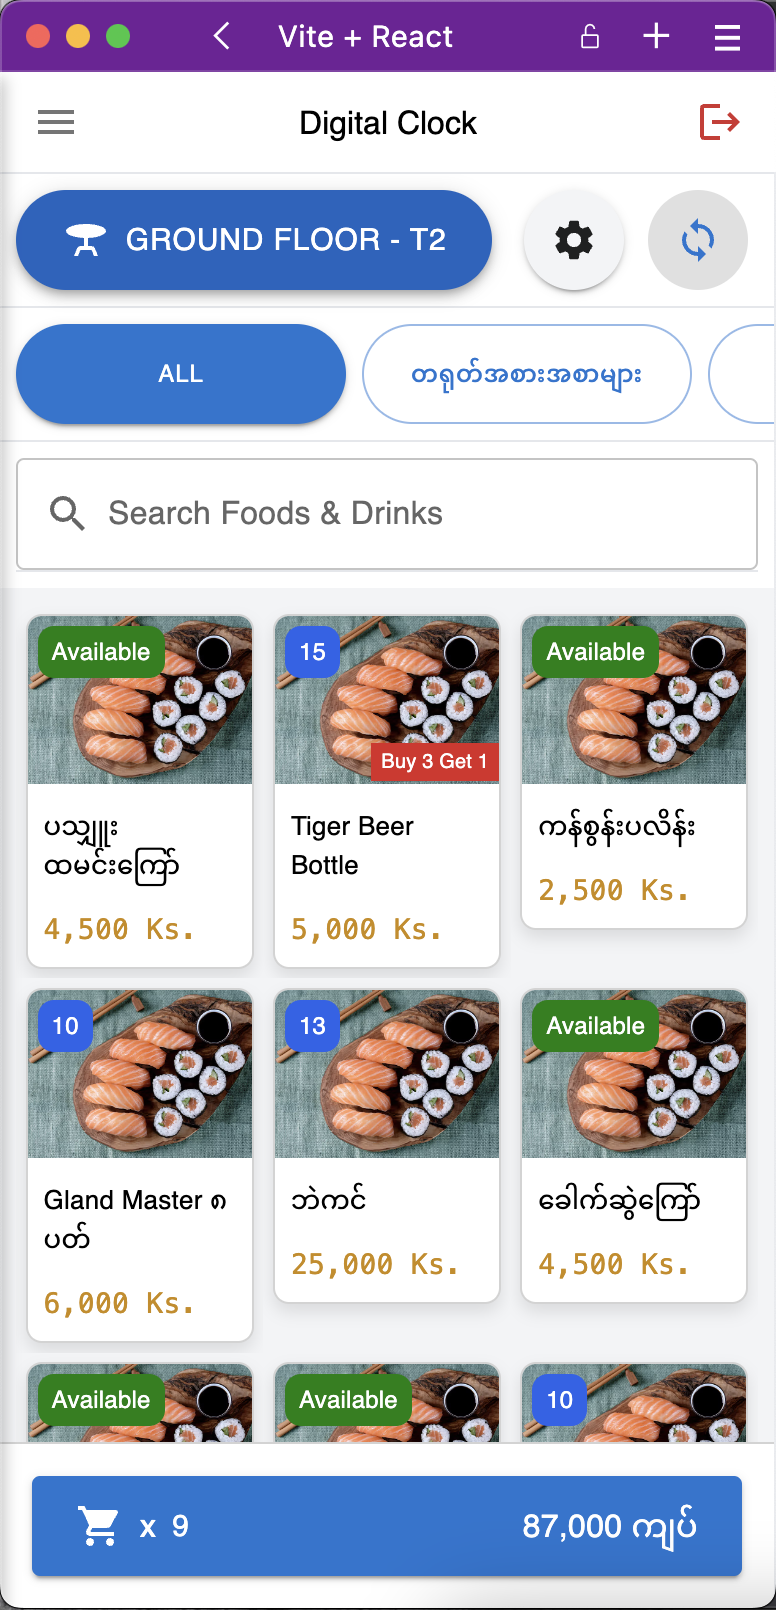 Vite + React
Digital Clock
GROUND FLOOR - T2
ALL
တရုတ်အစားအစာများ
Search Foods & Drinks
Available
15
Available
Buy 3 Get 1
ပသျှူး
ထမင်းကြော်
Tiger Beer
Bottle
ကန်စွန်းပလိန်း
4,500 Ks.
5,000 Ks.
2,500 Ks.
10
13
Available
Gland Master ၈
ပတ်
ဘဲကင်
ခေါက်ဆွဲကြော်
6,000 Ks.
25,000 Ks.
4,500 Ks.
Available
Available
10
x 9
87,000 ကျပ်